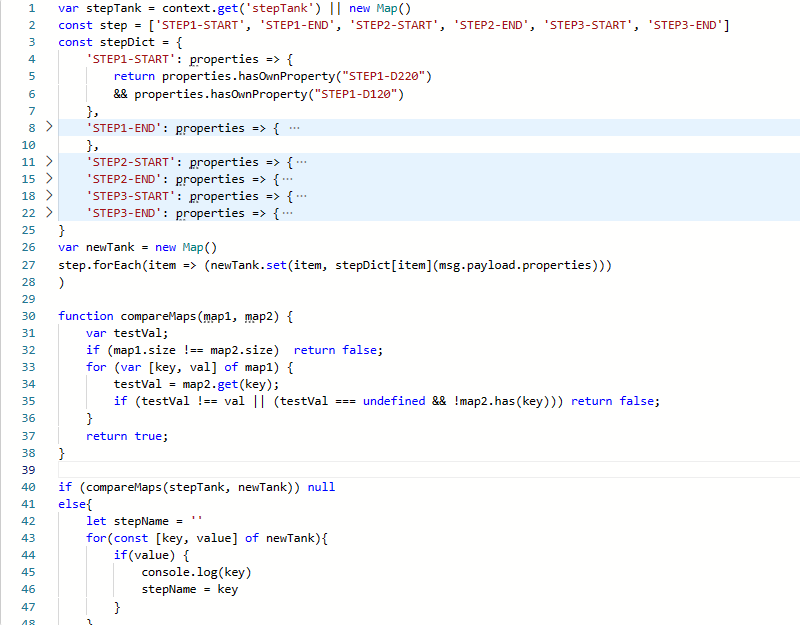 1 var stepTank = context.get('stepTank') || new Map()
2 const step = ['STEP1-START', 'STEP1-END', 'STEP2-START', 'STEP2-END', 'STEP3-START', 'STEP3-END']
3 const stepDict = {
4 'STEP1-START': properties => {
5 return properties.hasOwnProperty("STEP1-D220")
6 && properties.hasOwnProperty("STEP1-D120")
7 },
8 > 'STEP1-END': properties => { ···
10 },
11 > 'STEP2-START': properties => {···
15 > 'STEP2-END': properties => {···
18 > 'STEP3-START': properties => {···
22 > 'STEP3-END': properties => {···
25 }
26 var newTank = new Map()
27 step.forEach(item => (newTank.set(item, stepDict[item](msg.payload.properties)))
28 )
29
30 function compareMaps(map1, map2) {
31 var testVal;
32 if (map1.size !== map2.size)  return false;
33 for (var [key, val] of map1) {
34 testVal = map2.get(key);
35 if (testVal !== val || (testVal === undefined && !map2.has(key))) return false;
36 }
37 return true;
38 }
39
40 if (compareMaps(stepTank, newTank)) null
41 else{
42 let stepName = ''
43 for(const [key, value] of newTank){
44 if(value) {
45 console.log(key)
46 stepName = key
47 }
48 }